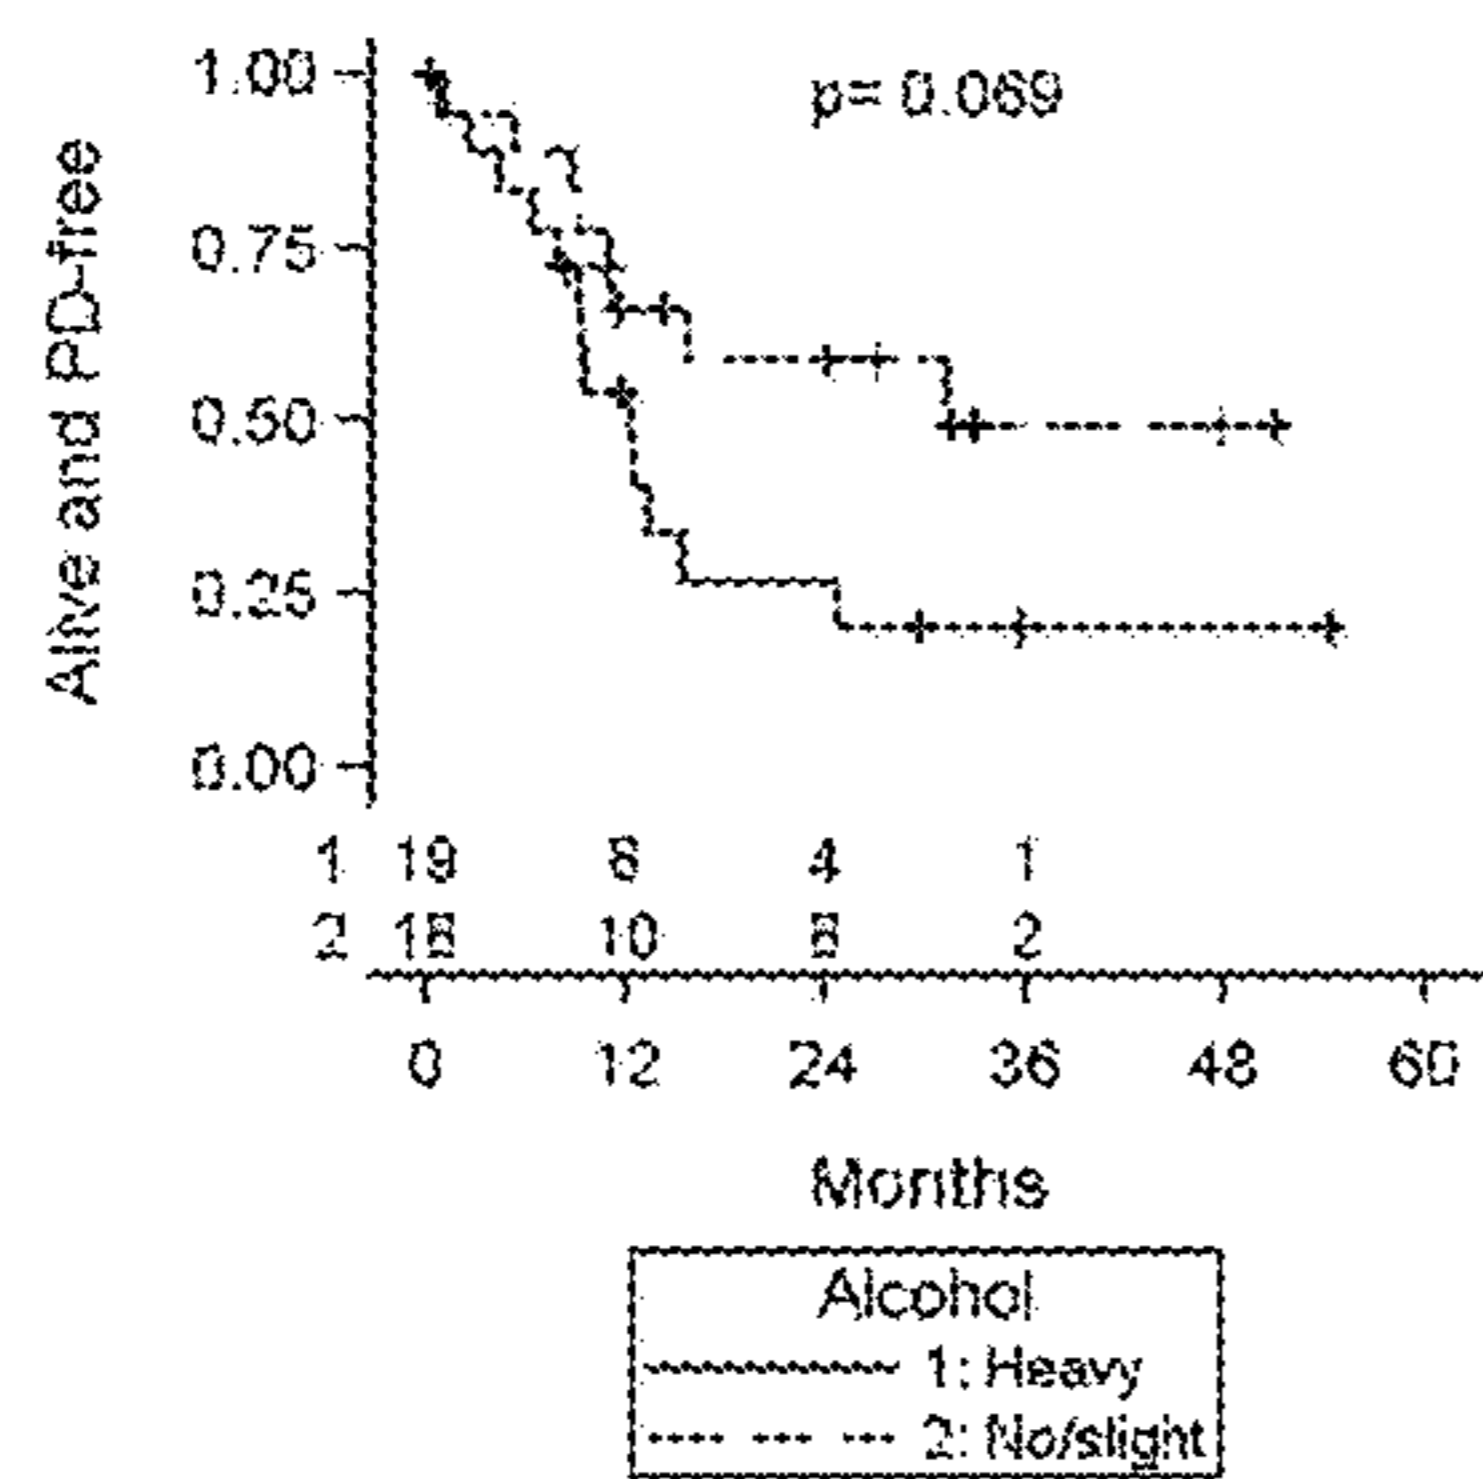 1.00
p= 0.069
0.75
0.50
0.25
0.00
Alive and PD-free
1 19 8 4 1
2 18 10 2
0 12 24 36 48 60
Months
Alcohol
1: Heavy
2: No/slight